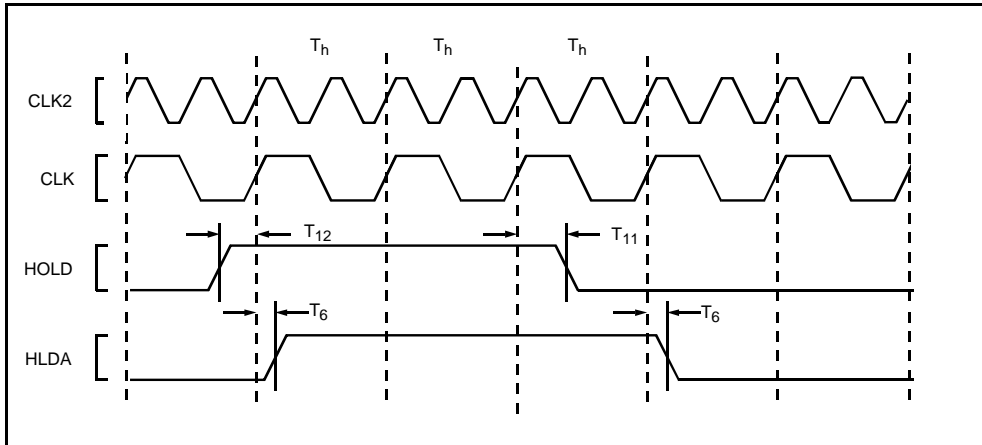 Th Th Th
CLK2
CLK
T12 T11
HOLD
T6 T6
HLDA